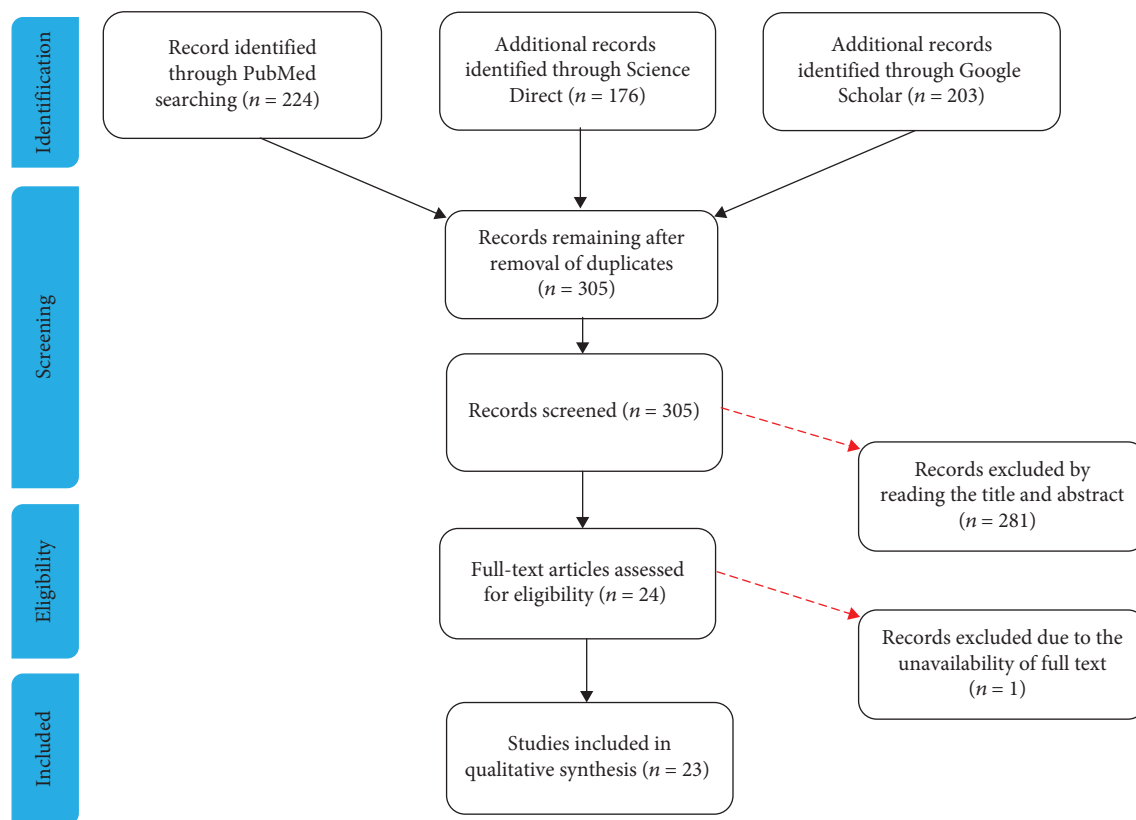 Identifiication
Record identified
through PubMed
searching (n = 224)
Additional records
identified through Science
Direct (n = 176)
Additional records
identified through Google
Scholar (n = 203)
Screening
Records remaining after
removal of duplicates
(n = 305)
Records screened (n = 305)
Records excluded by
reading the title and abstract
(n = 281)
Eligibility
Full-text articles assessed
for eligibility (n = 24)
Records excluded due to the
unavailability of full text
(n = 1)
Included
Studies included in
qualitative synthesis (n = 23)